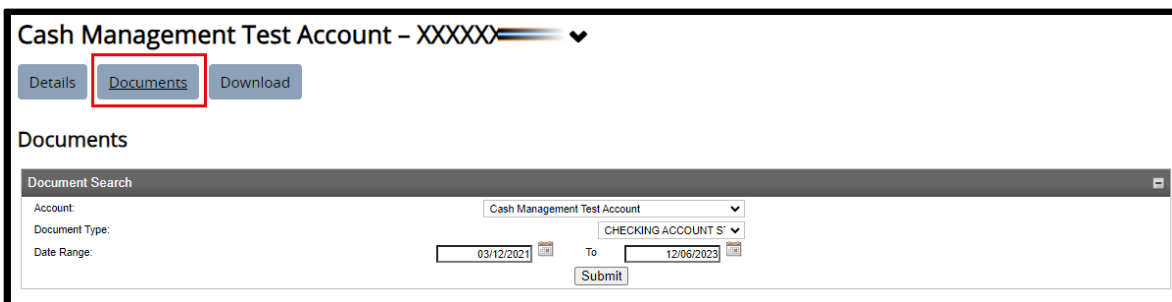 Cash Management Test Account – XXXXXX
Details Documents Download
Documents
Document Search
Account: Cash Management Test Account
Document Type: CHECKING ACCOUNT S
Date Range: 03/12/2021 To 12/06/2023
Submit